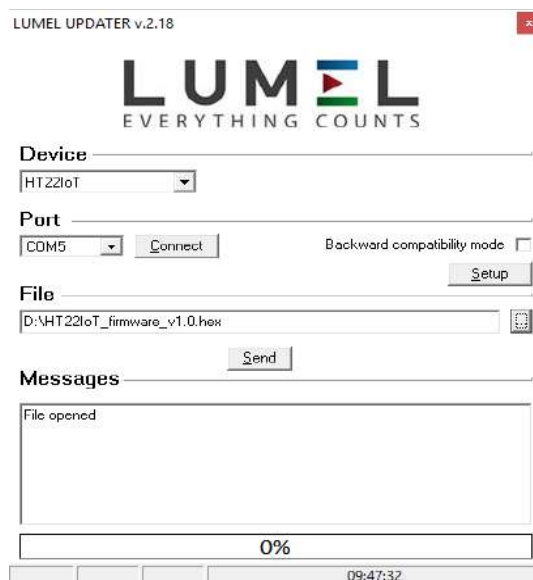 LUMEL UPDATER v.2.18
x
LUMEL
EVERYTHING COUNTS
Device
HT22IoT
Port
COM5 Connect Backward compatibility mode
Setup
File
D:\HT22IoT_firmware_v1.0.hex ...
Send
Messages
File opened
0%
09:47:32